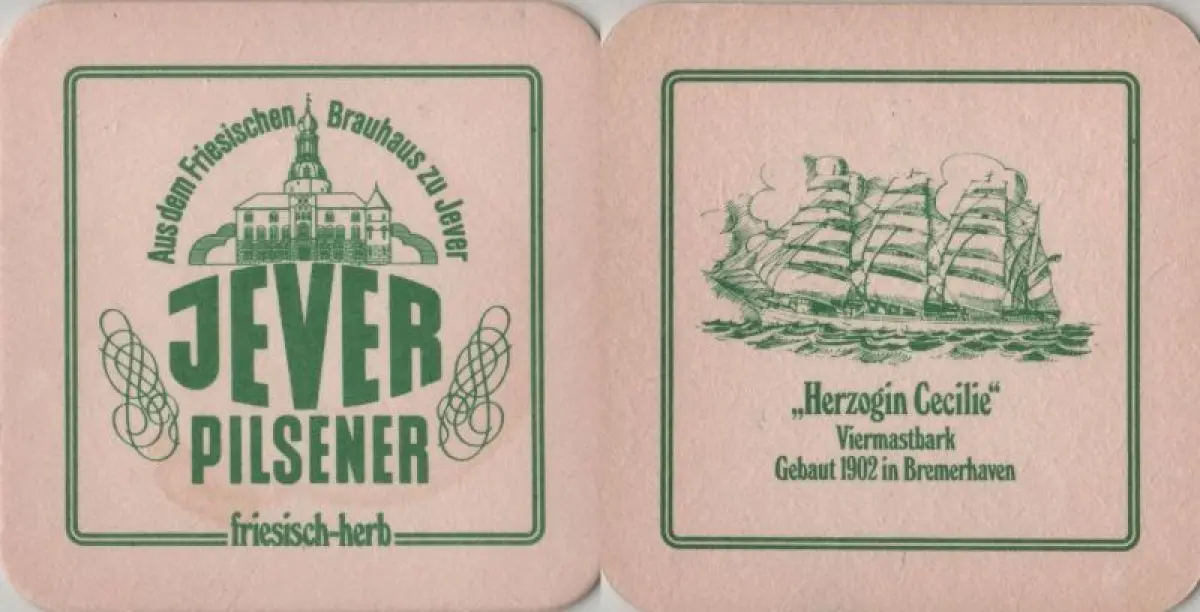 Aus dem Friesischen Brauhaus zu Jever
JEVER
PILSENER
friesisch-herb
„Herzogin Cecilie“
Viermastbark
Gebaut 1902 in Bremerhaven